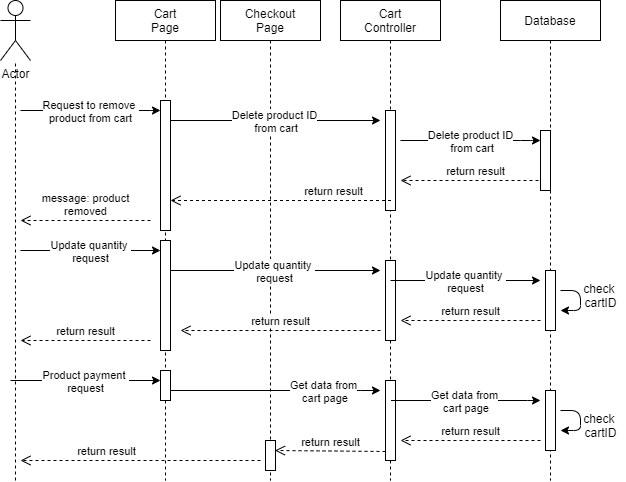 Cart
Page
Checkout
Page
Cart
Controller
Database
Actor
Request to remove
product from cart
Delete product ID
from cart
Delete product ID
from cart
return result
return result
message: product
removed
Update quantity
request
Update quantity
request
Update quantity
request
check
cartID
return result
return result
return result
Product payment
request
Get data from
cart page
Get data from
cart page
check
cartID
return result
return result
return result